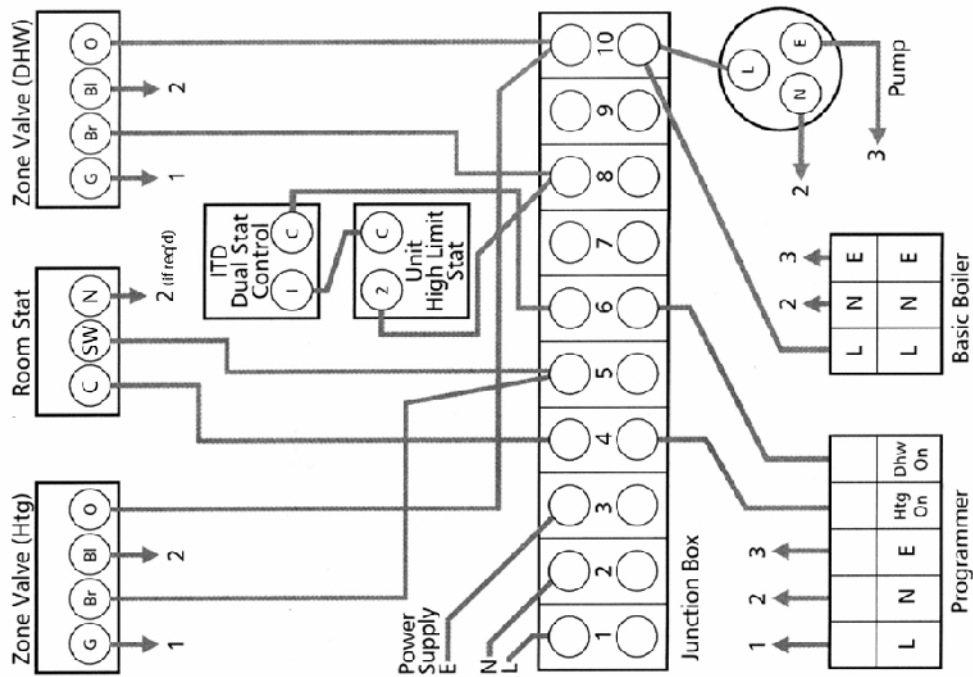 Zone Valve (Htg)
G
Br
Bl
O
1
2
Room Stat
C
SW
N
2 (if req'd)
Zone Valve (DHW)
G
Br
Bl
O
1
2
ITD
Dual Stat
Control
1
C
Unit
High Limit
Stat
2
C
Power
Supply
E
N
L
1
2
3
4
5
6
7
8
9
10
Junction Box
1
2
3
L
N
E
Htg
On
Dhw
On
Programmer
2
3
L
N
E
L
N
E
Basic Boiler
L
N
E
2
3
Pump